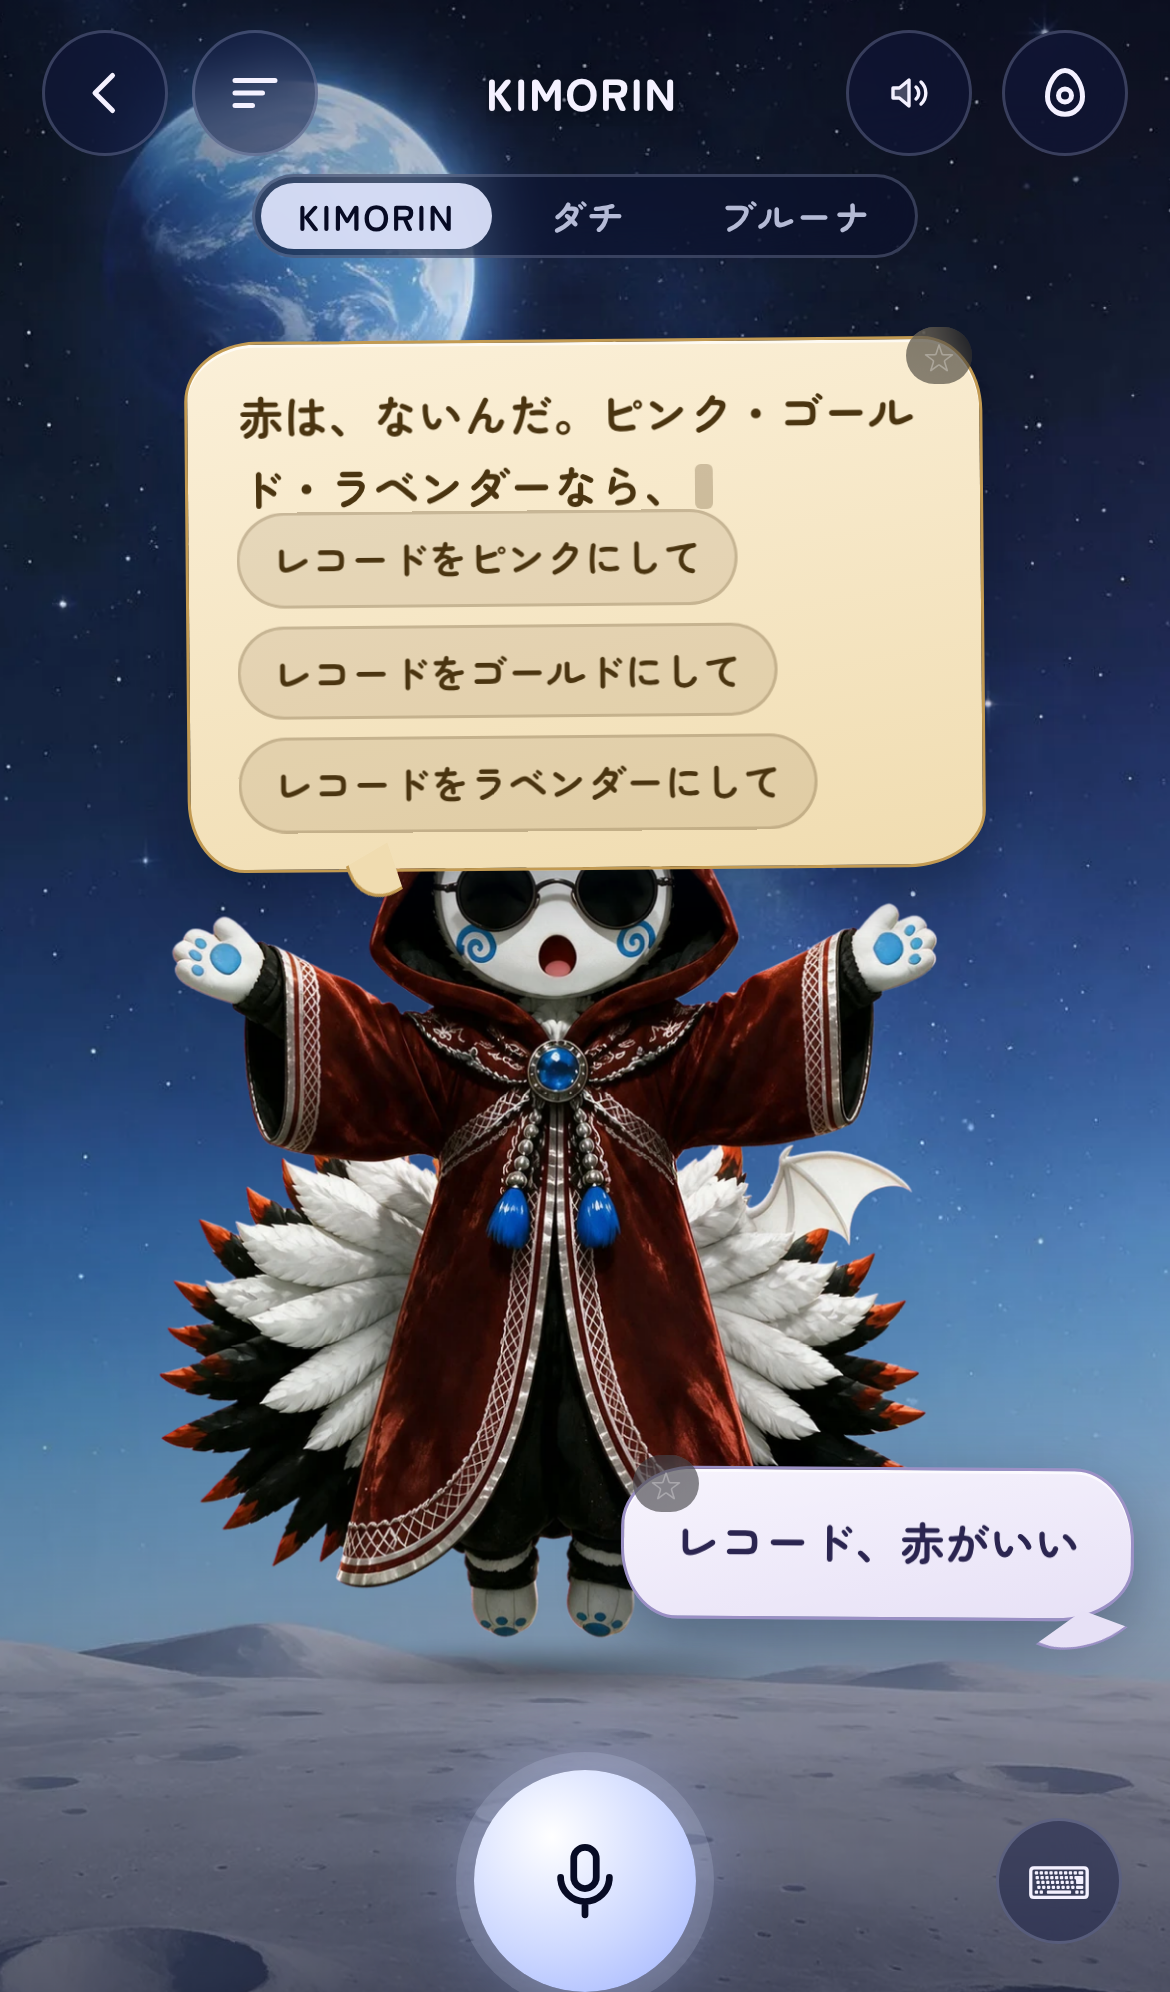 KIMORIN
KIMORIN ダチ ブルーナ
赤は、ないんだ。ピンク・ゴール
ド・ラベンダーなら、
レコードをピンクにして
レコードをゴールドにして
レコードをラベンダーにして
レコード、赤がいい